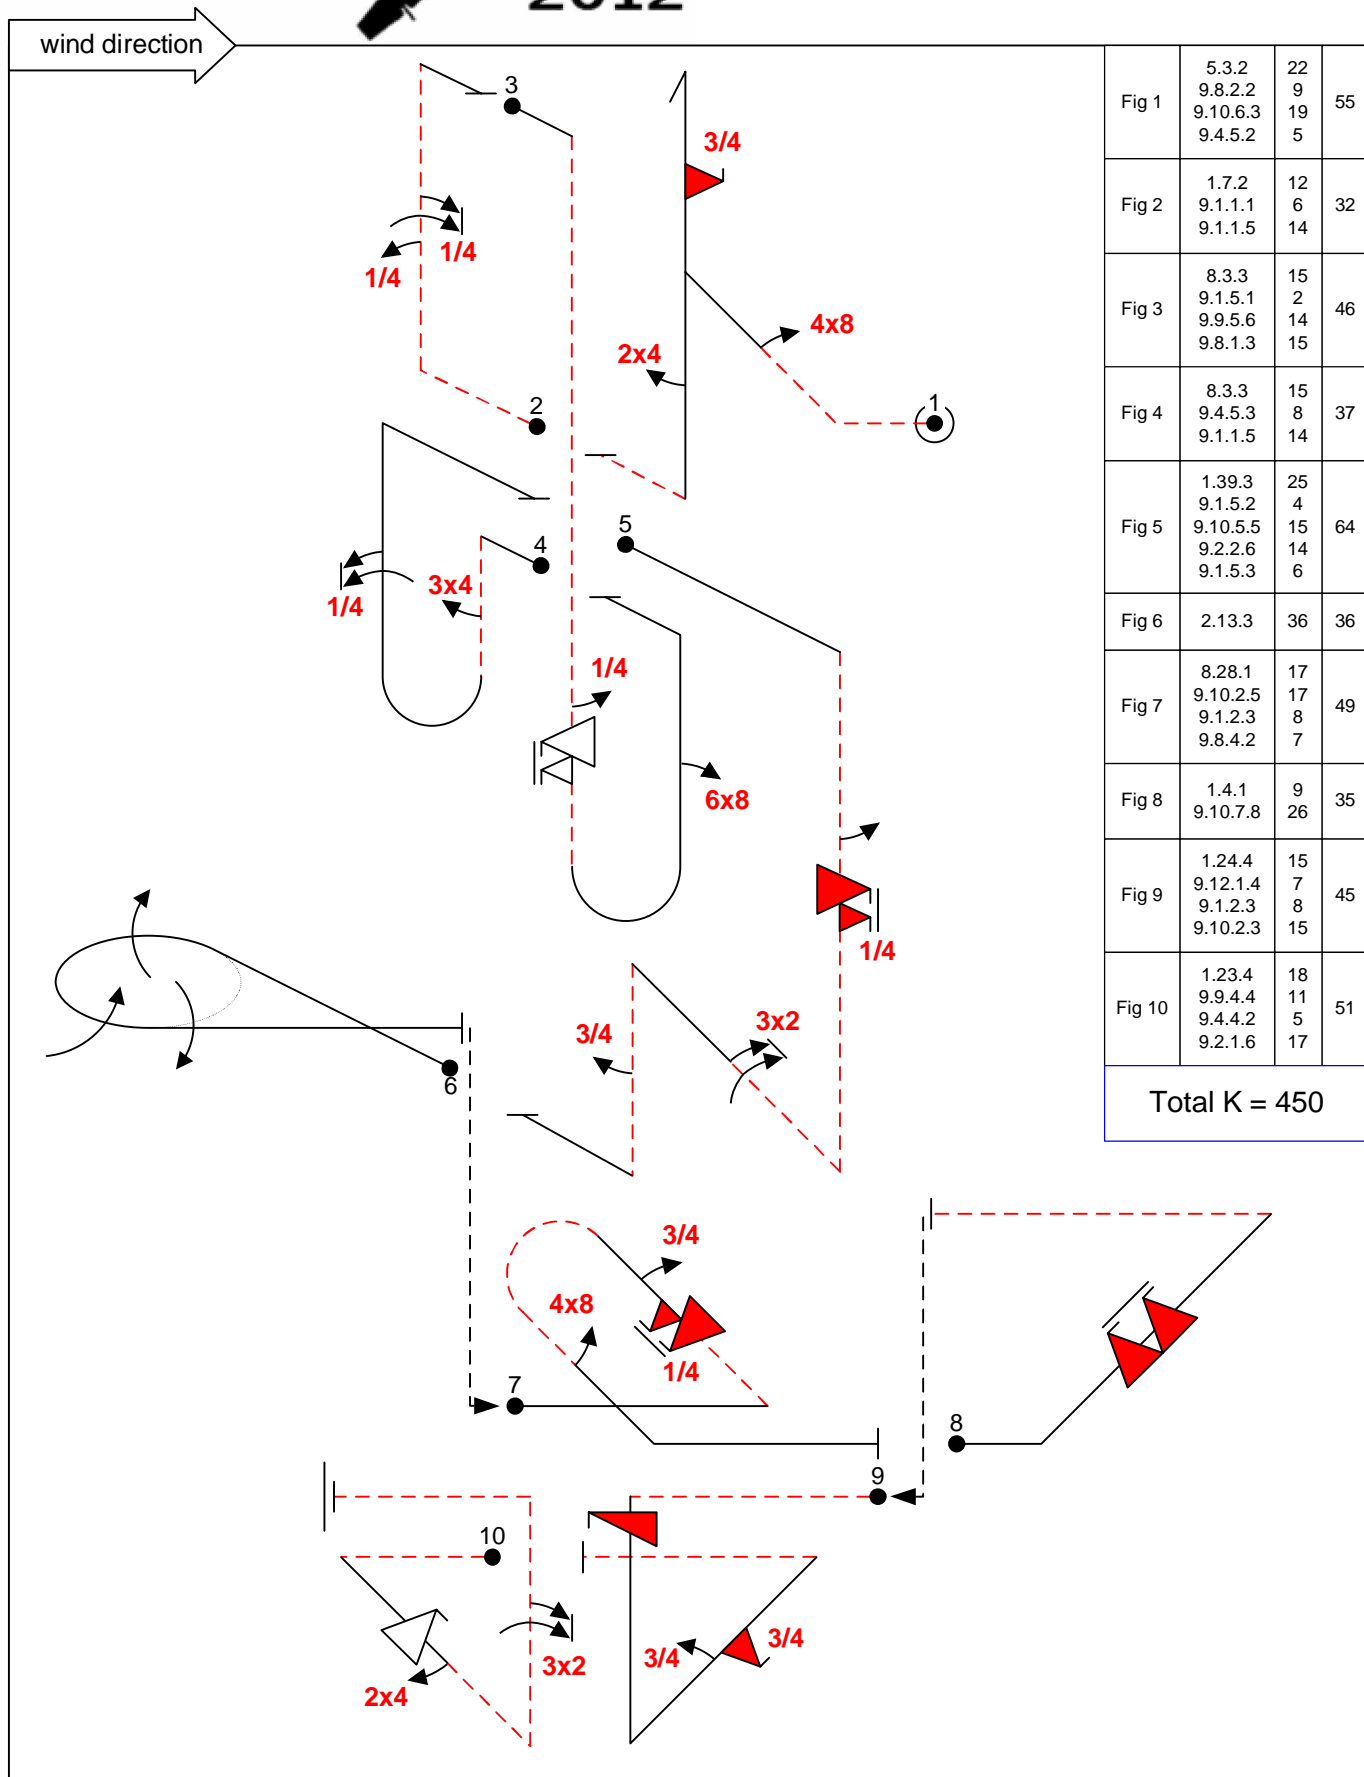 2012
wind direction
3
3/4
1/4
1/4
4x8
2x4
2
1
5
4
3x4
1/4
1/4
6x8
1/4
3x2
3/4
6
3/4
4x8
1/4
7
8
9
10
3x2
2x4
3/4
3/4
Fig 1 5.3.2 22 55
9.8.2.2 9
9.10.6.3 19
9.4.5.2 5
Fig 2 1.7.2 12 32
9.1.1.1 6
9.1.1.5 14
Fig 3 8.3.3 15 46
9.1.5.1 2
9.9.5.6 14
9.8.1.3 15
Fig 4 8.3.3 15 37
9.4.5.3 8
9.1.1.5 14
Fig 5 1.39.3 25 64
9.1.5.2 4
9.10.5.5 15
9.2.2.6 14
9.1.5.3 6
Fig 6 2.13.3 36 36
Fig 7 8.28.1 17 49
9.10.2.5 17
9.1.2.3 8
9.8.4.2 7
Fig 8 1.4.1 9 35
9.10.7.8 26
Fig 9 1.24.4 15 45
9.12.1.4 7
9.1.2.3 8
9.10.2.3 15
Fig 10 1.23.4 18 51
9.9.4.4 11
9.4.4.2 5
9.2.1.6 17
Total K = 450